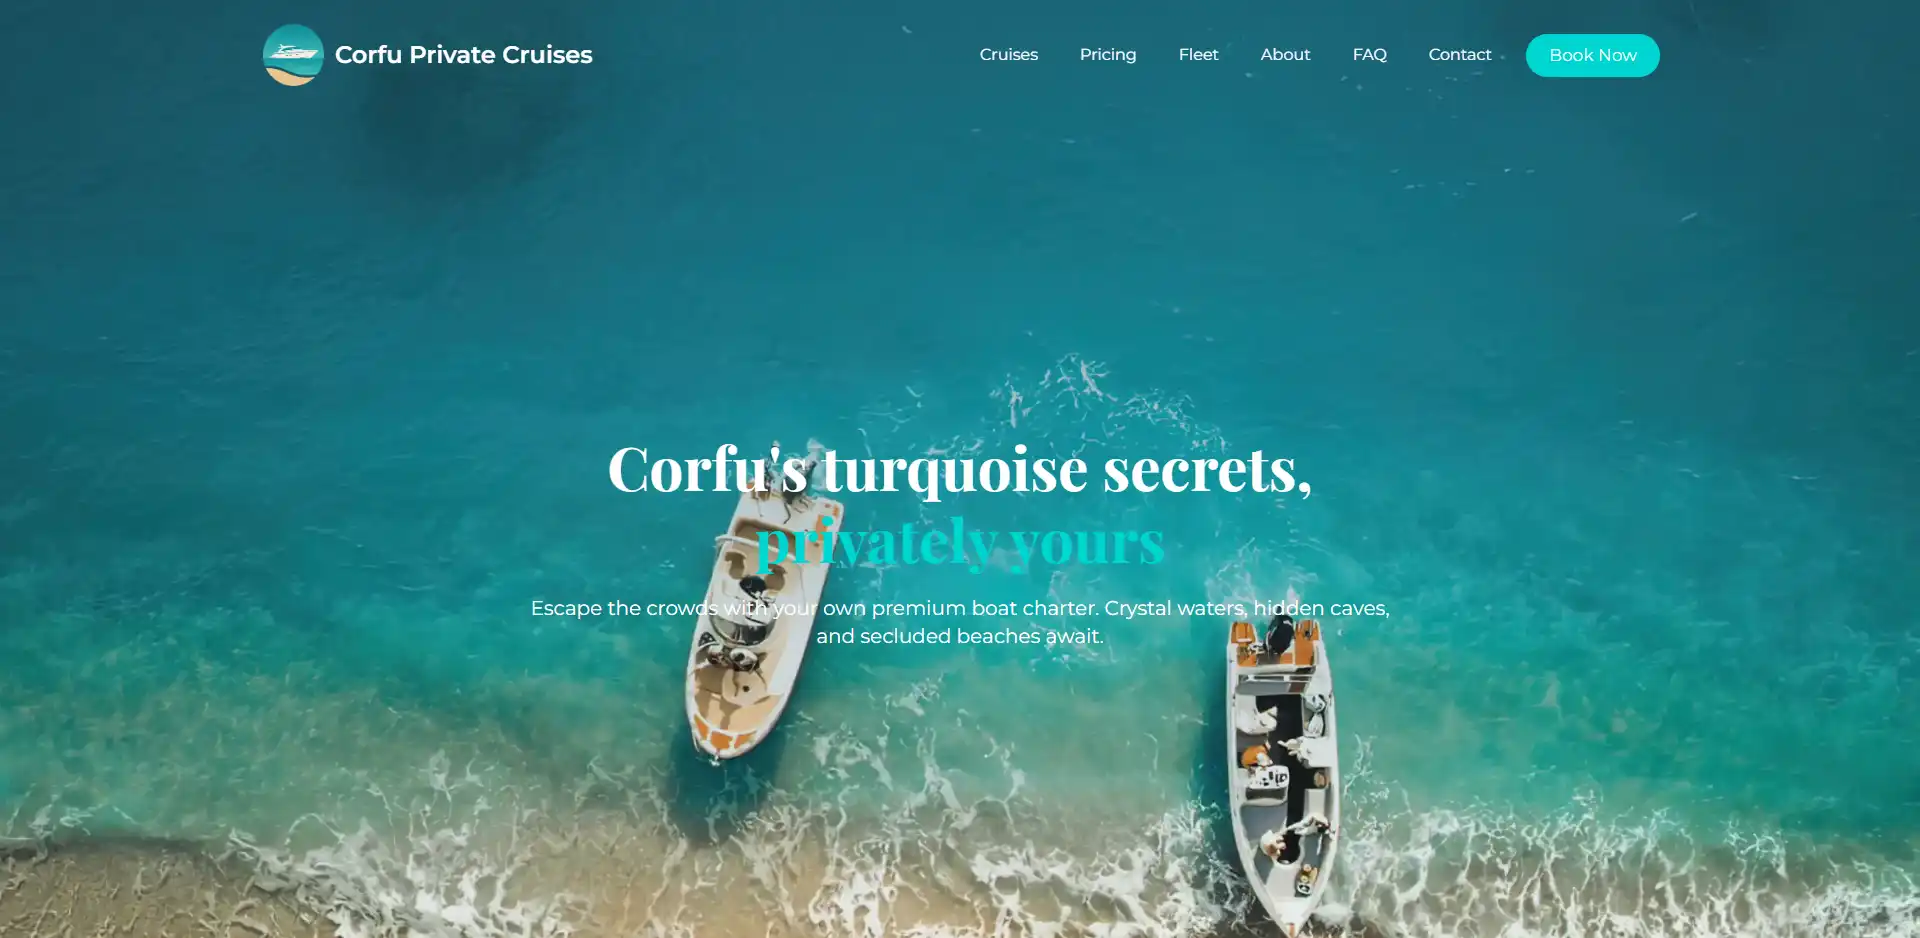 Corfu Private Cruises
Cruises
Pricing
Fleet
About
FAQ
Contact
Book Now
Corfu's turquoise secrets,
privately yours
Escape the crowds with your own premium boat charter. Crystal waters, hidden caves,
and secluded beaches await.